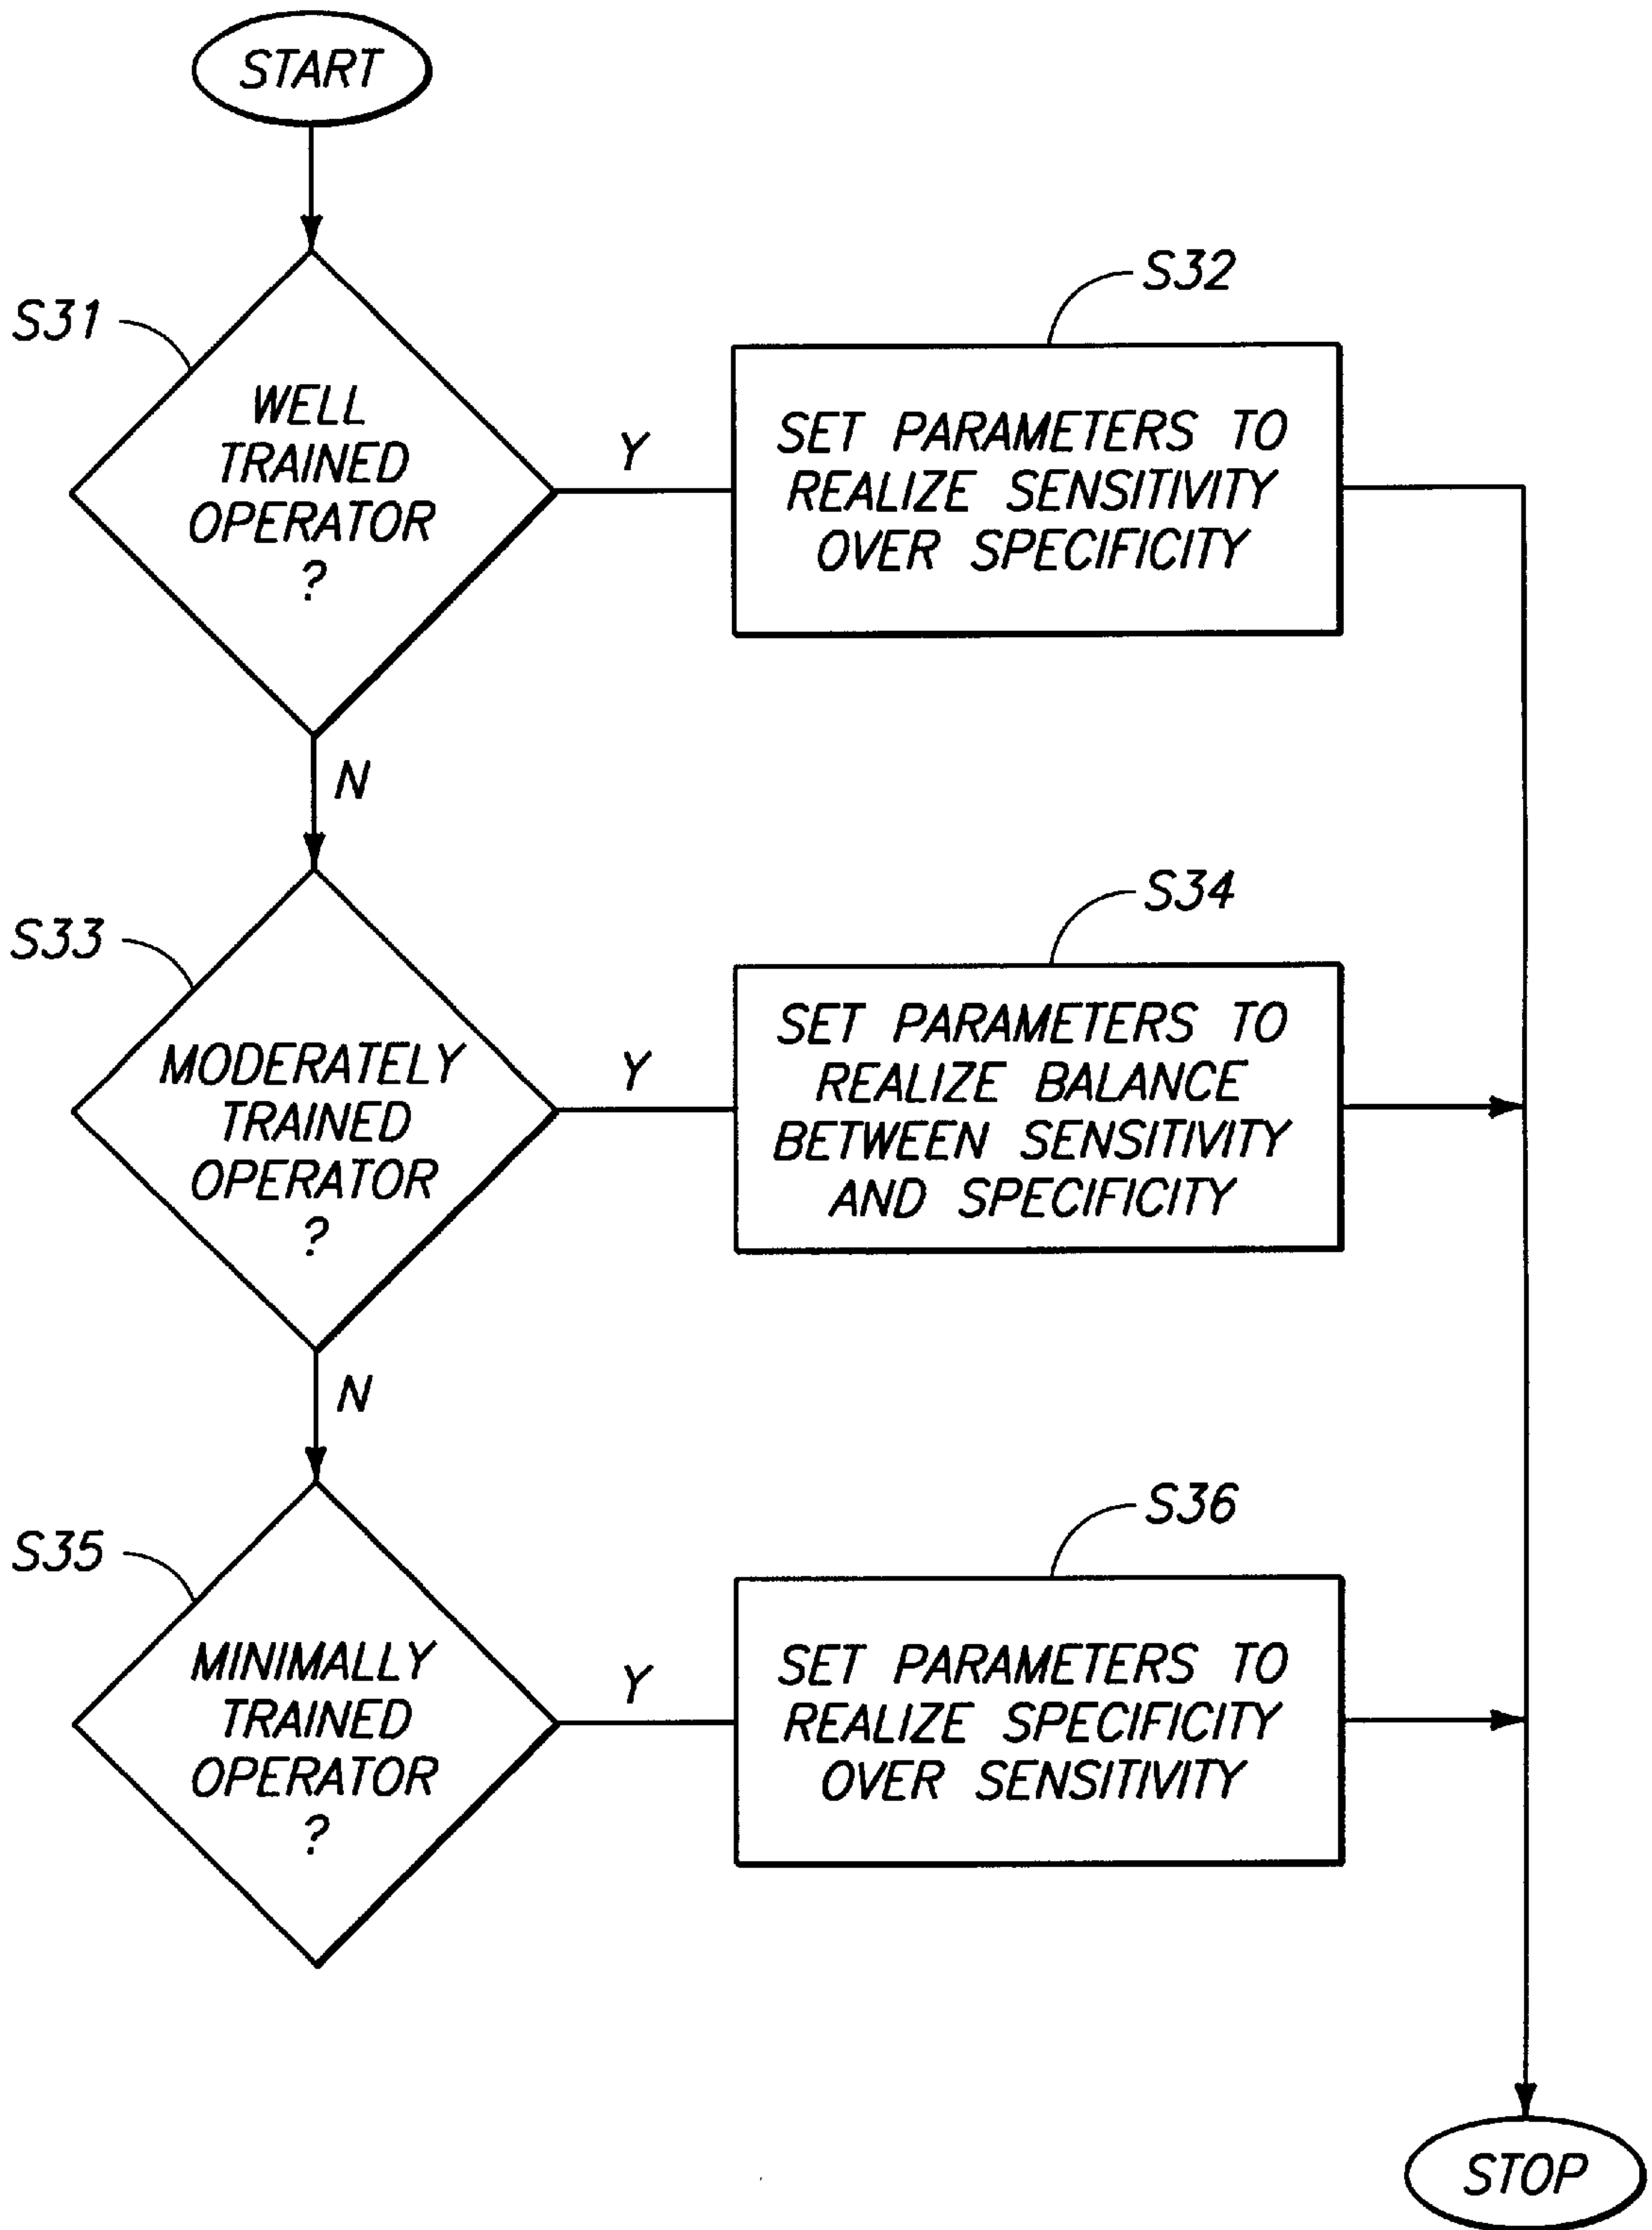 START
S31
WELL
TRAINED
OPERATOR
?
Y
S32
SET PARAMETERS TO
REALIZE SENSITIVITY
OVER SPECIFICITY
N
S33
MODERATELY
TRAINED
OPERATOR
?
Y
S34
SET PARAMETERS TO
REALIZE BALANCE
BETWEEN SENSITIVITY
AND SPECIFICITY
N
S35
MINIMALLY
TRAINED
OPERATOR
?
Y
S36
SET PARAMETERS TO
REALIZE SPECIFICITY
OVER SENSITIVITY
STOP